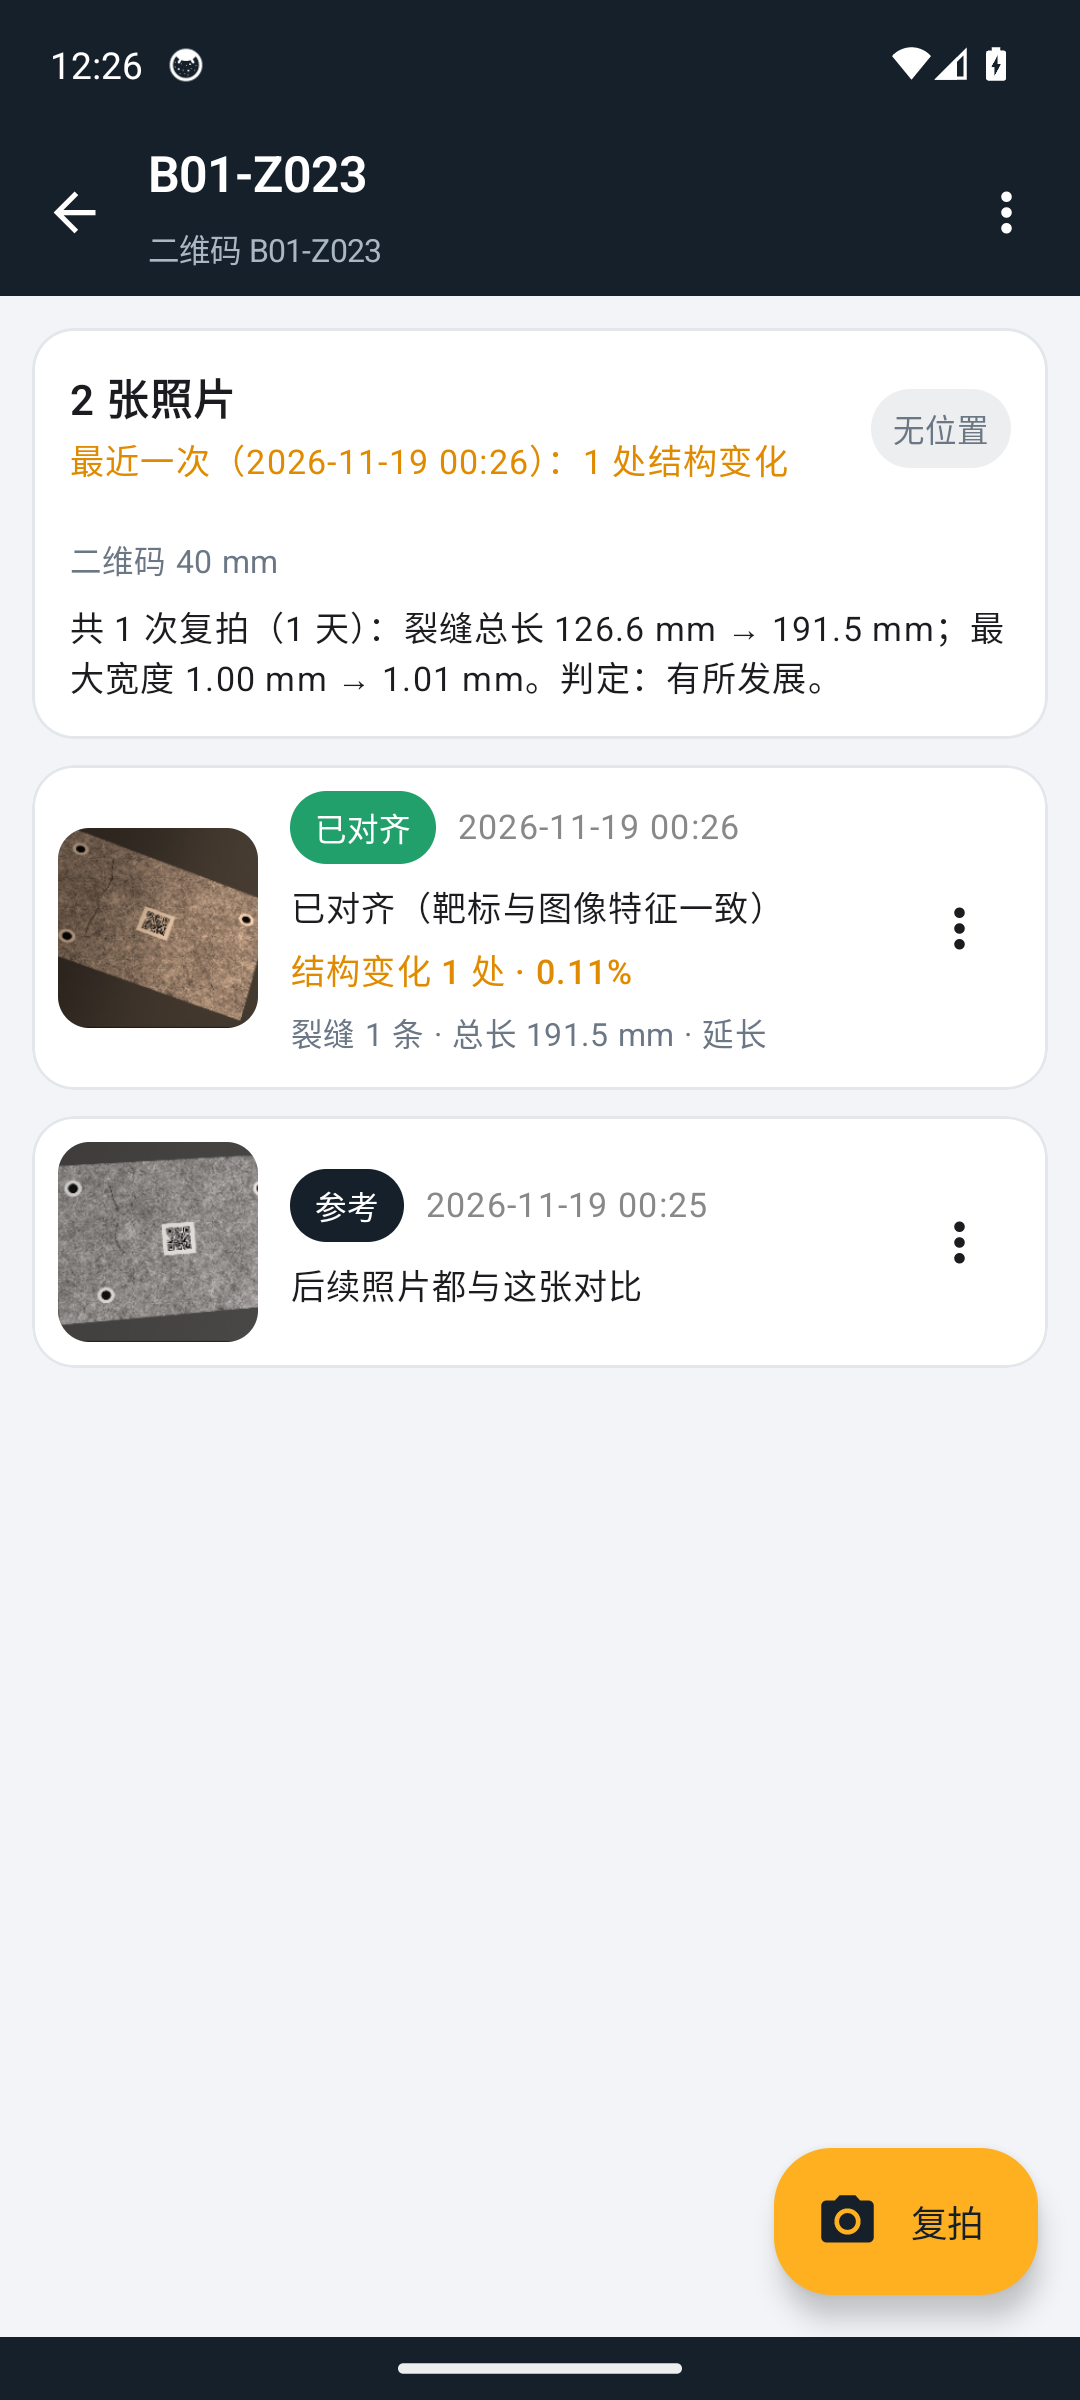 12:26
B01-Z023
二维码 B01-Z023
2 张照片
最近一次（2026-11-19 00:26）：1 处结构变化
无位置
二维码 40 mm
共 1 次复拍（1 天）：裂缝总长 126.6 mm → 191.5 mm；最
大宽度 1.00 mm → 1.01 mm。判定：有所发展。
已对齐 2026-11-19 00:26
已对齐（靶标与图像特征一致）
结构变化 1 处 · 0.11%
裂缝 1 条 · 总长 191.5 mm · 延长
参考 2026-11-19 00:25
后续照片都与这张对比
复拍